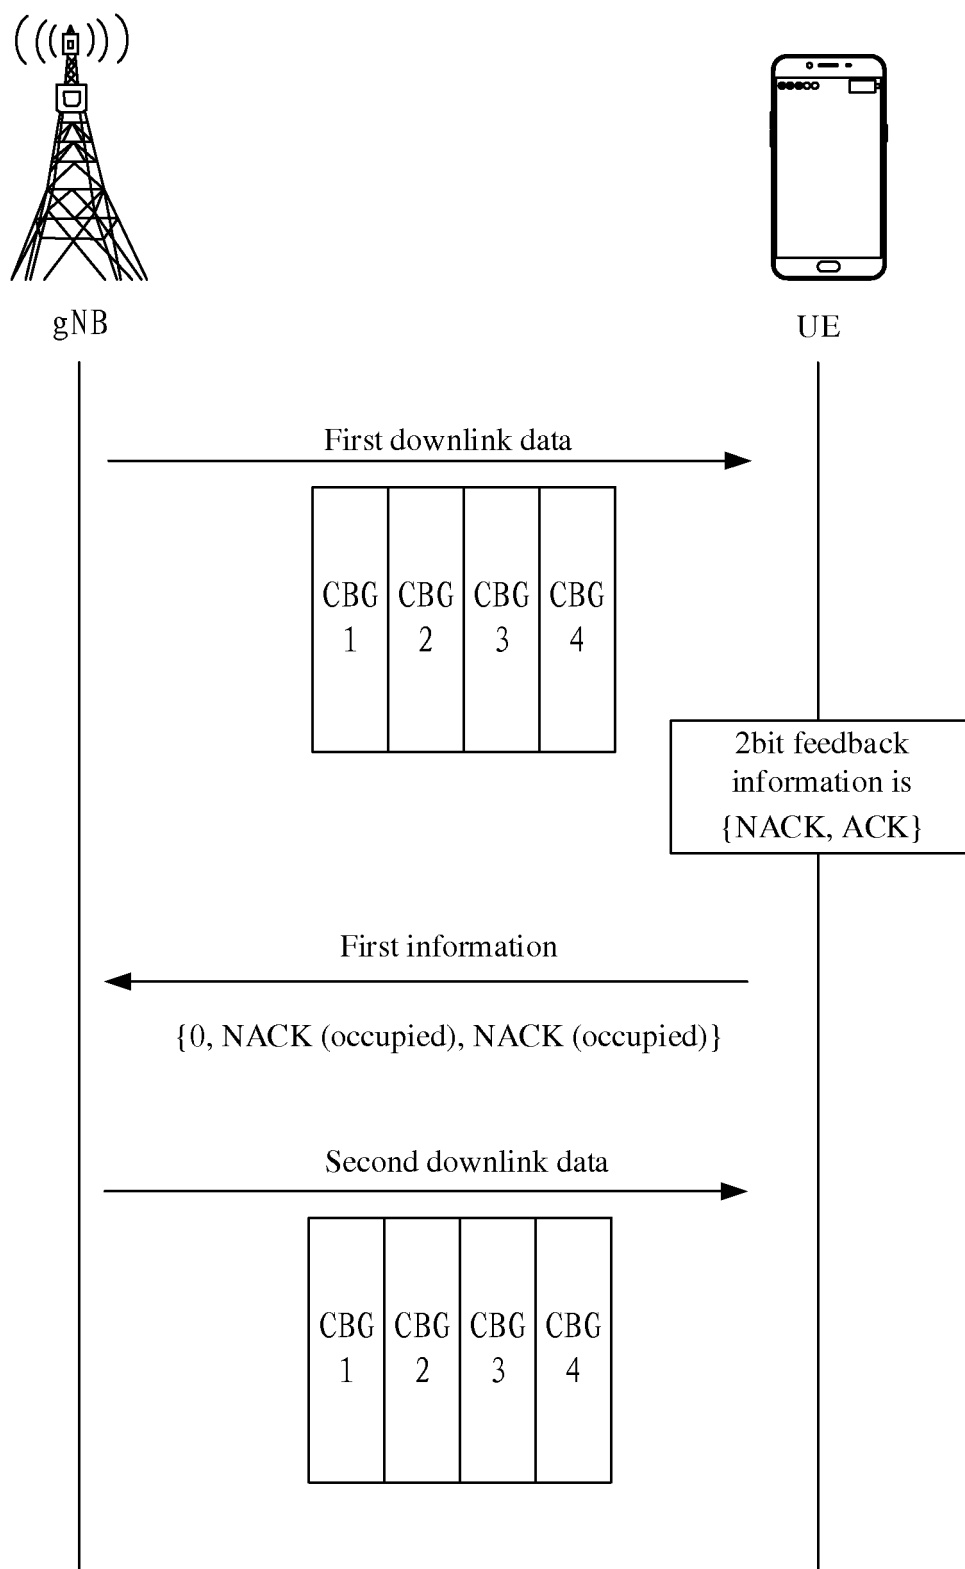 gNB
UE
First downlink data
CBG CBG CBG CBG
1 2 3 4
2bit feedback
information is
{NACK, ACK}
First information
{0, NACK (occupied), NACK (occupied)}
Second downlink data
CBG CBG CBG CBG
1 2 3 4